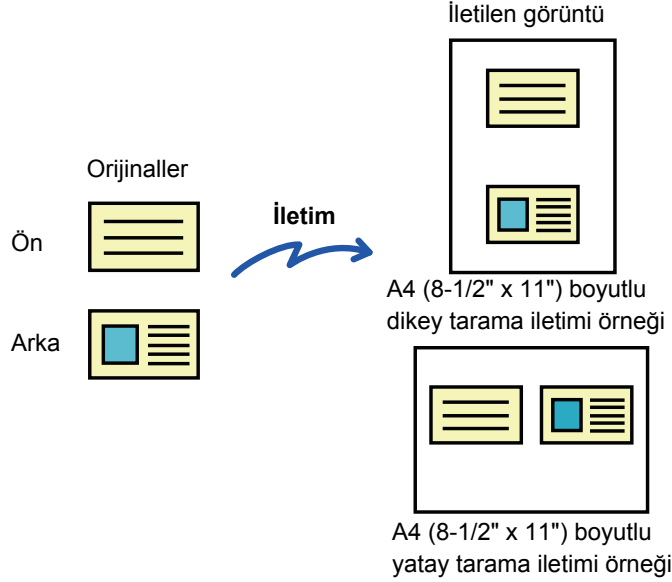 İletilen görüntü
Orijinaller
Ön
İletim
Arka
A4 (8-1/2" x 11") boyutlu
dikey tarama iletimi örneği
A4 (8-1/2" x 11") boyutlu
yatay tarama iletimi örneği